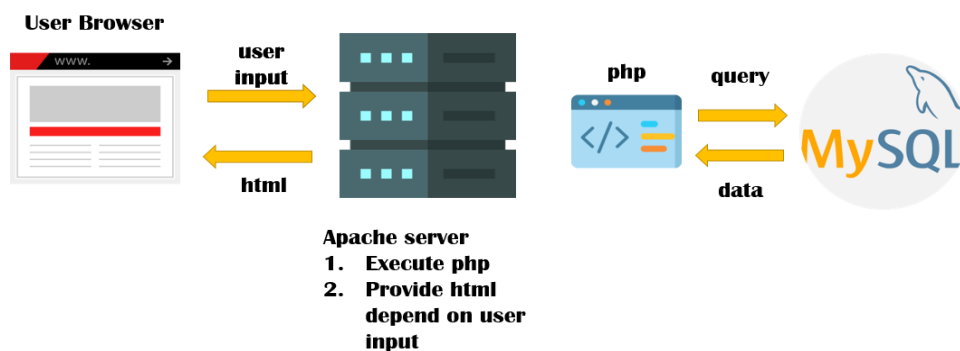 User Browser
www.
user
input
html
Apache server
1. Execute php
2. Provide html
depend on user
input
php
</>
query
data
MySQL